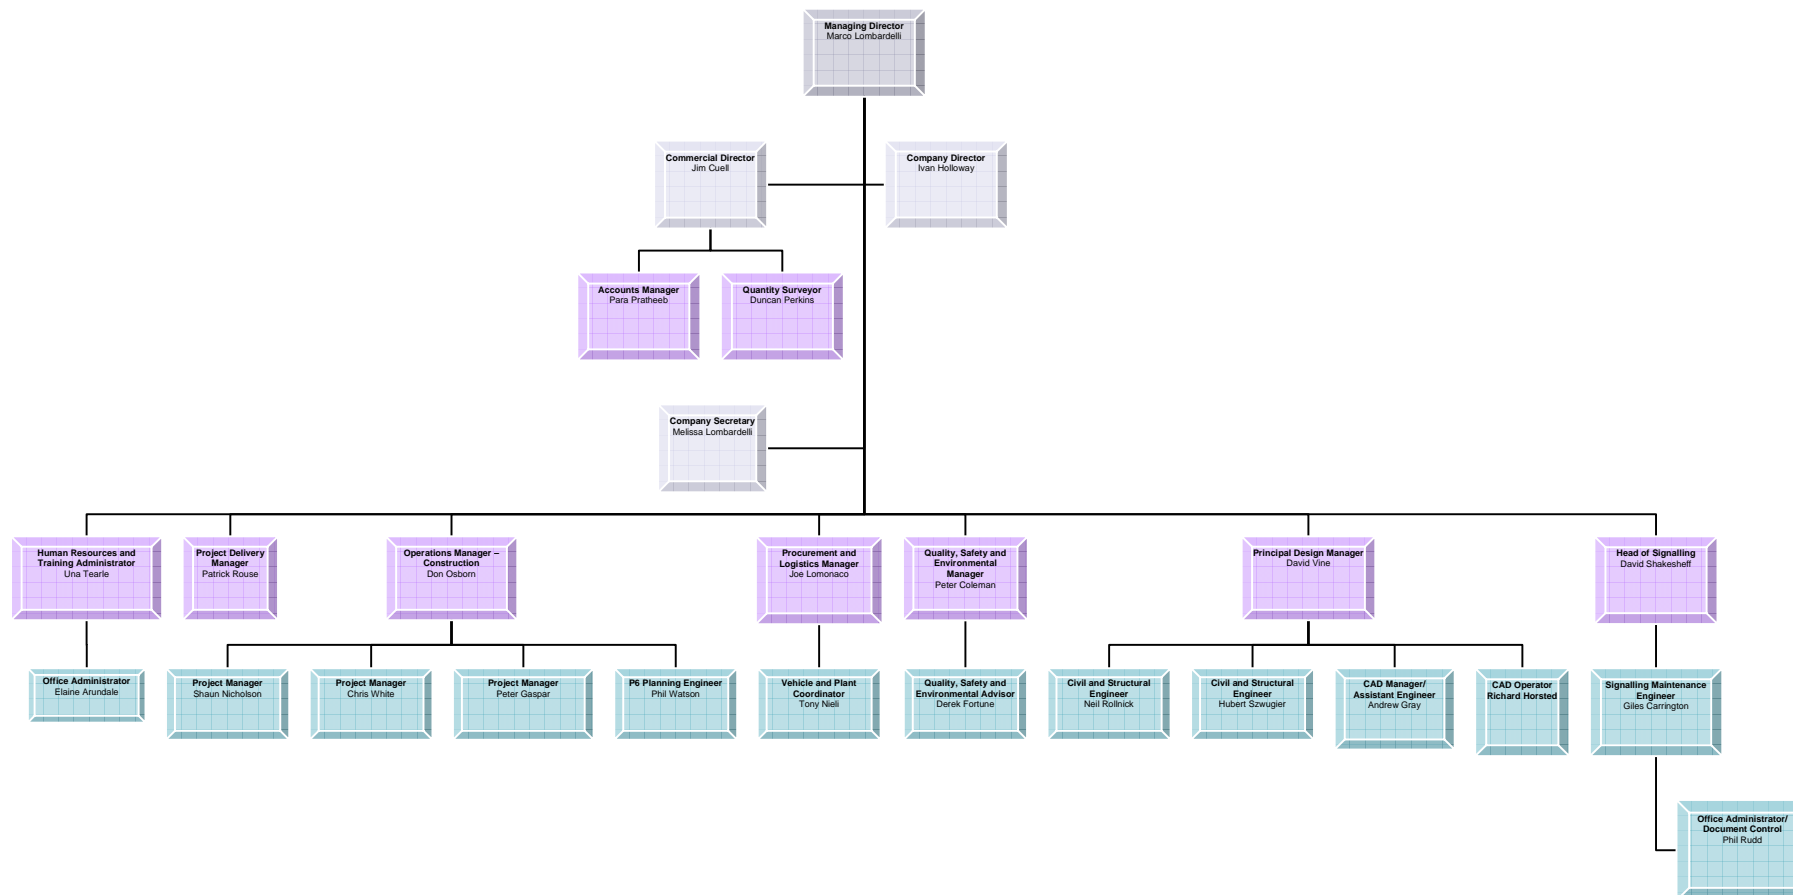 Managing Director
Marco Lombardelli
Commercial Director
Jim Cuell
Company Director
Ivan Holloway
Accounts Manager
Para Pratheeb
Quantity Surveyor
Duncan Perkins
Company Secretary
Melissa Lombardelli
Human Resources and
Training Administrator
Una Tearle
Project Delivery
Manager
Patrick Rouse
Operations Manager –
Construction
Don Osborn
Procurement and
Logistics Manager
Joe Lomonaco
Quality, Safety and
Environmental
Manager
Peter Coleman
Principal Design Manager
David Vine
Head of Signalling
David Shakesheff
Office Administrator
Elaine Arundale
Project Manager
Shaun Nicholson
Project Manager
Chris White
Project Manager
Peter Gaspar
P6 Planning Engineer
Phil Watson
Vehicle and Plant
Coordinator
Tony Nieli
Quality, Safety and
Environmental Advisor
Derek Fortune
Civil and Structural
Engineer
Neil Rollnick
Civil and Structural
Engineer
Hubert Szwugier
CAD Manager/
Assistant Engineer
Andrew Gray
CAD Operator
Richard Horsted
Signalling Maintenance
Engineer
Giles Carrington
Office Administrator/
Document Control
Phil Rudd